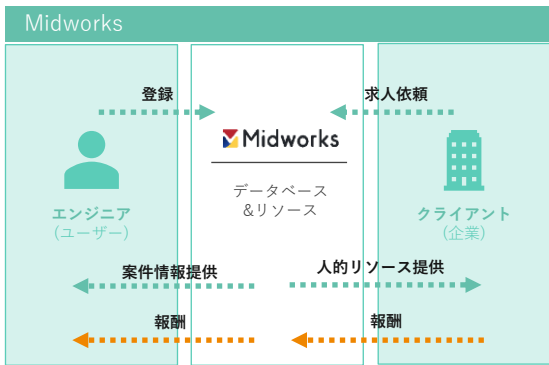 Midworks
登録
求人依頼
Midworks
データベース
&リソース
エンジニア
(ユーザー)
クライアント
(企業)
案件情報提供
人的リソース提供
報酬
報酬